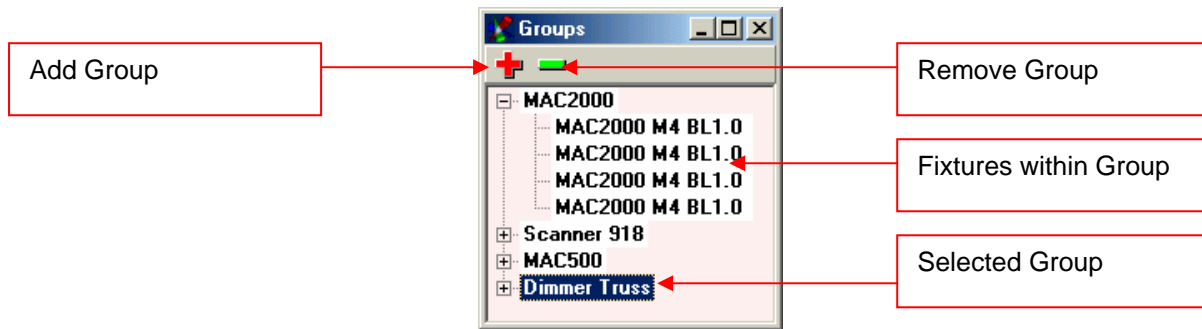 Groups
Add Group
Remove Group
MAC2000
MAC2000 M4 BL1.0
MAC2000 M4 BL1.0
MAC2000 M4 BL1.0
MAC2000 M4 BL1.0
Fixtures within Group
Scanner 918
MAC500
Dimmer Truss
Selected Group